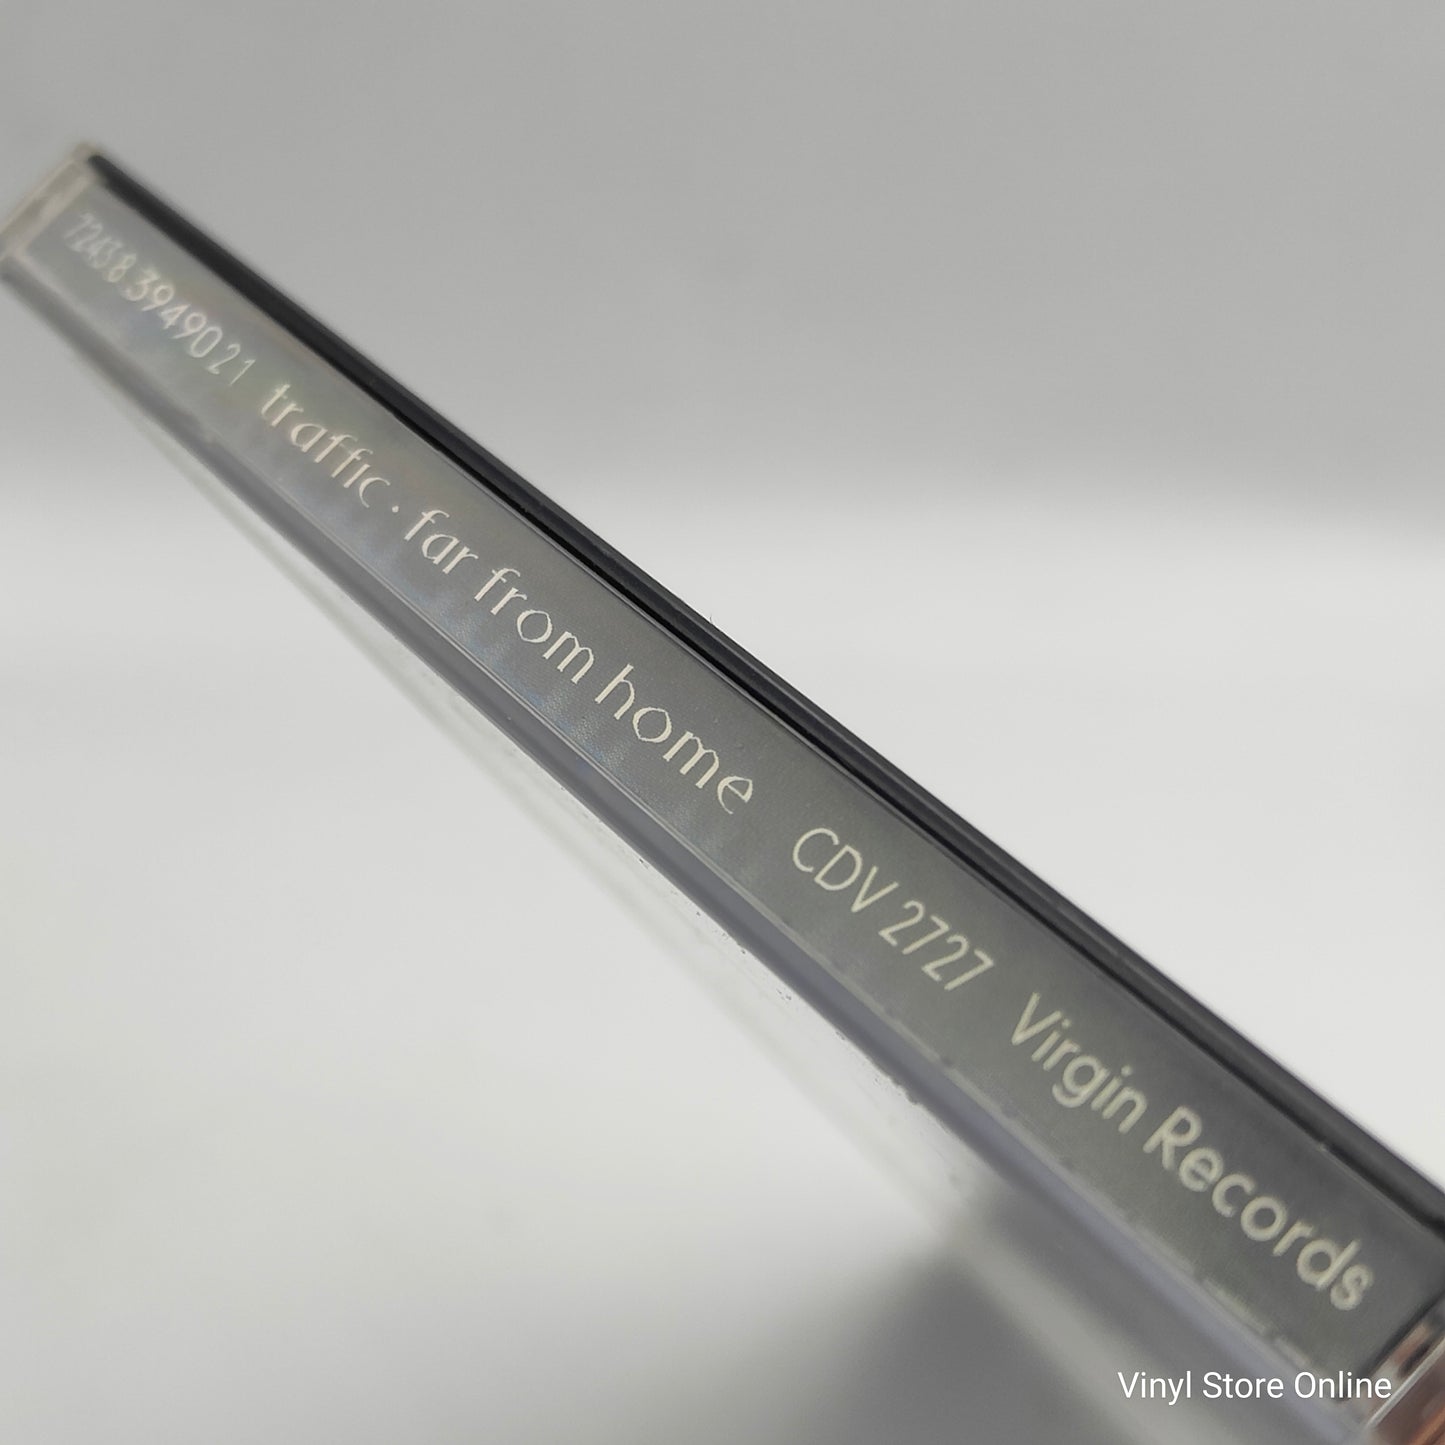 72438 39490 2 1 traffic · far from home CDV 2727 Virgin Records
Vinyl Store Online